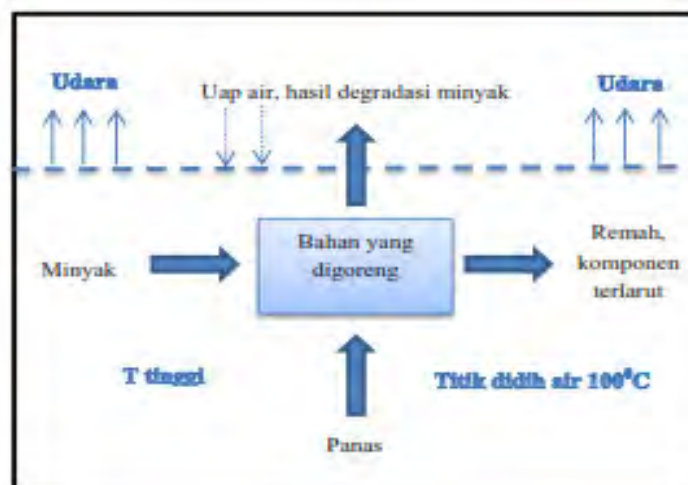 Udara
Uap air, hasil degradasi minyak
Udara
Minyak
Bahan yang
digoreng
Remah,
komponen
terlarut
T tinggi
Titik didih air 100⁰C
Panas